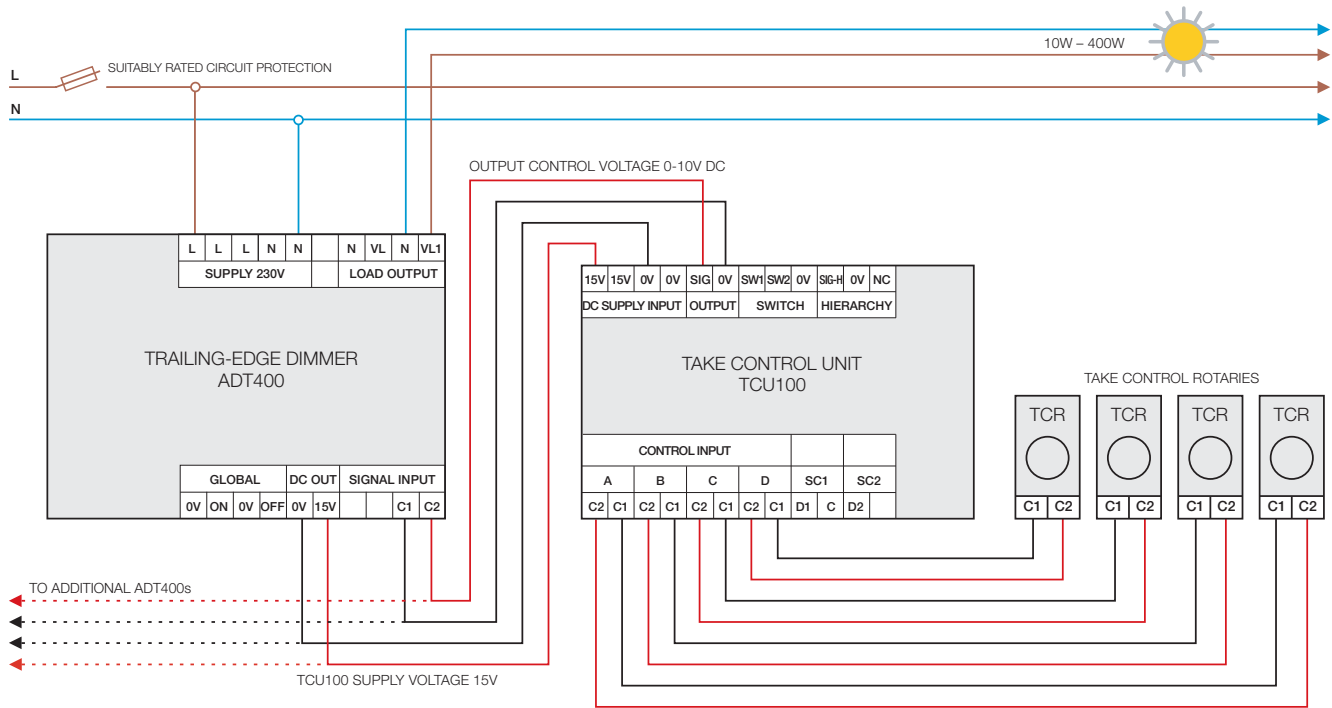 10W – 400W
SUITABLY RATED CIRCUIT PROTECTION
L
N
OUTPUT CONTROL VOLTAGE 0-10V DC
L L L N N N VL N VL1
SUPPLY 230V LOAD OUTPUT
TRAILING-EDGE DIMMER
ADT400
GLOBAL DC OUT SIGNAL INPUT
0V ON 0V OFF 0V 15V C1 C2
15V 15V 0V 0V SIG 0V SW1 SW2 0V SIG-H 0V NC
DC SUPPLY INPUT OUTPUT SWITCH HIERARCHY
TAKE CONTROL UNIT
TCU100
CONTROL INPUT
A B C D SC1 SC2
C2 C1 C2 C1 C2 C1 C2 C1 D1 C D2
TAKE CONTROL ROTARIES
TCR TCR TCR TCR
C1 C2 C1 C2 C1 C2 C1 C2
TO ADDITIONAL ADT400s
TCU100 SUPPLY VOLTAGE 15V